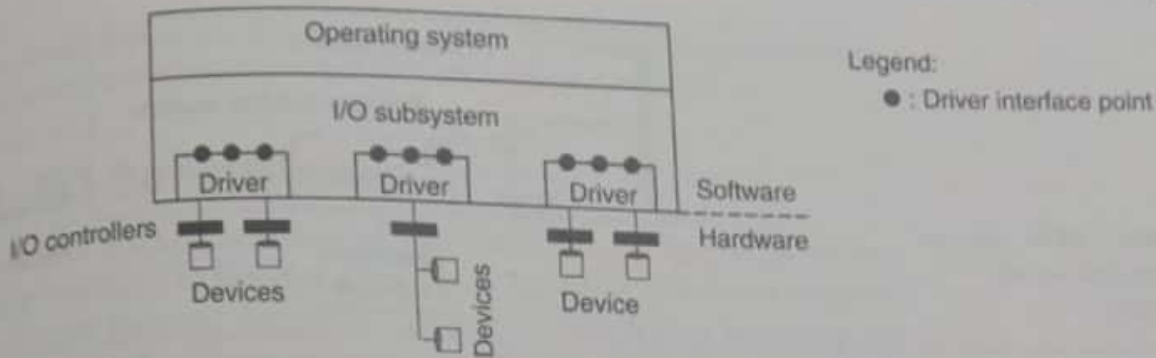 Operating system
Legend:
● : Driver interface point
I/O subsystem
Driver
Driver
Driver
Software
I/O controllers
Hardware
Devices
Devices
Device